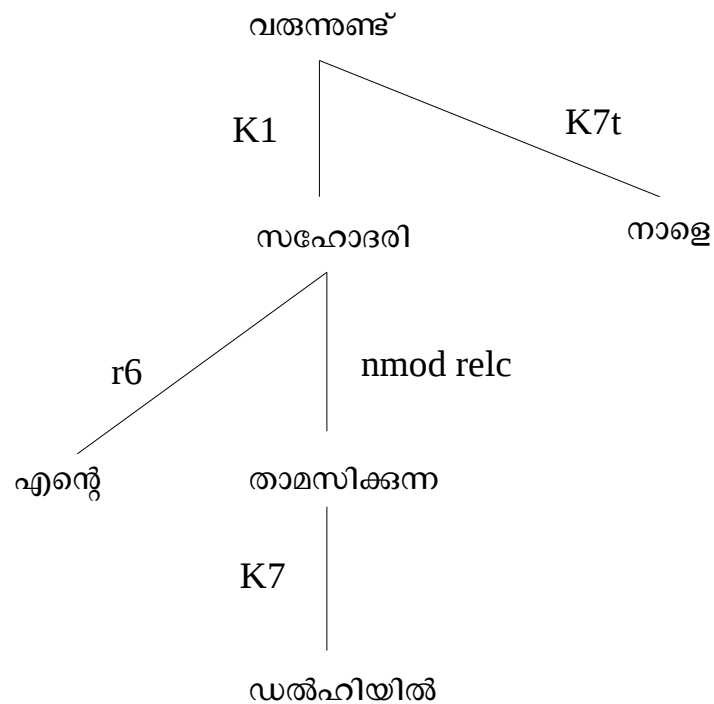 വരുന്നുണ്ട്
K1
K7t
സഹോദരി
നാളെ
r6
nmod relc
എന്റെ
താമസിക്കുന്ന
K7
ഡൽഹിയിൽ